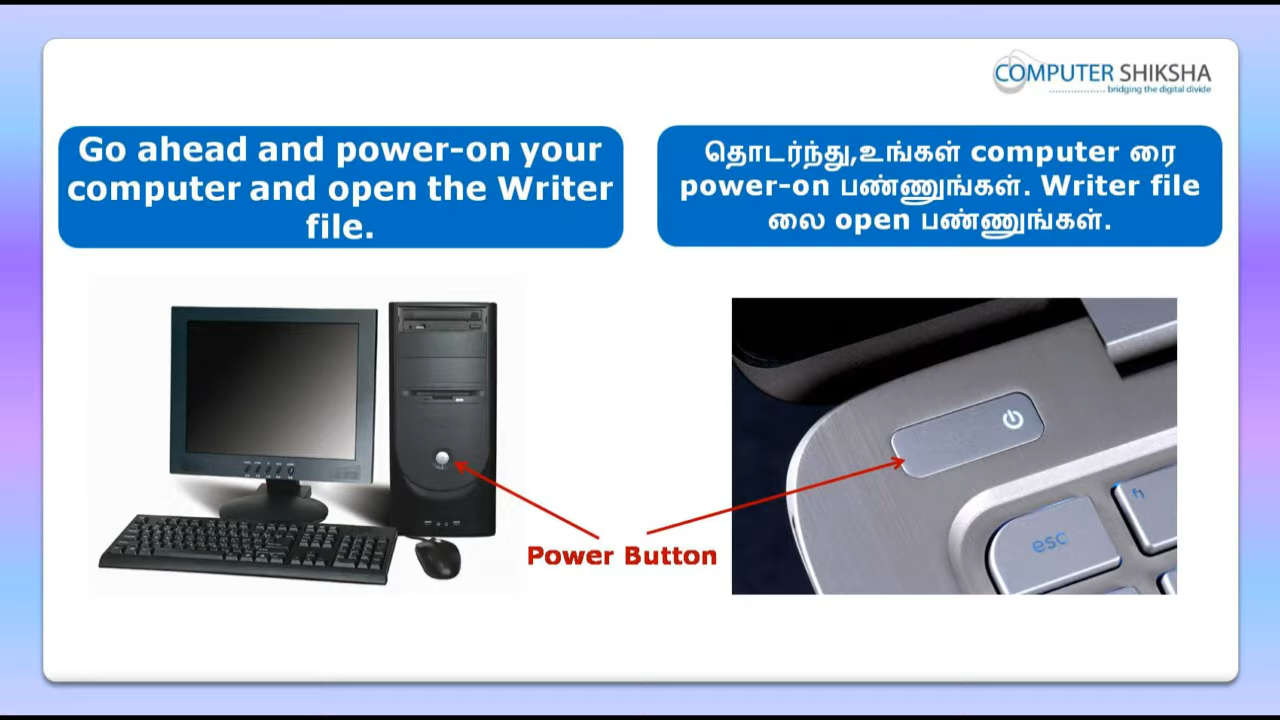 COMPUTER SHIKSHA
bridging the digital divide
Go ahead and power-on your
computer and open the Writer
file.
தொடர்ந்து,உங்கள் computer ரை
power-on பண்ணுங்கள். Writer file
லை open பண்ணுங்கள்.
Power Button
esc
fn